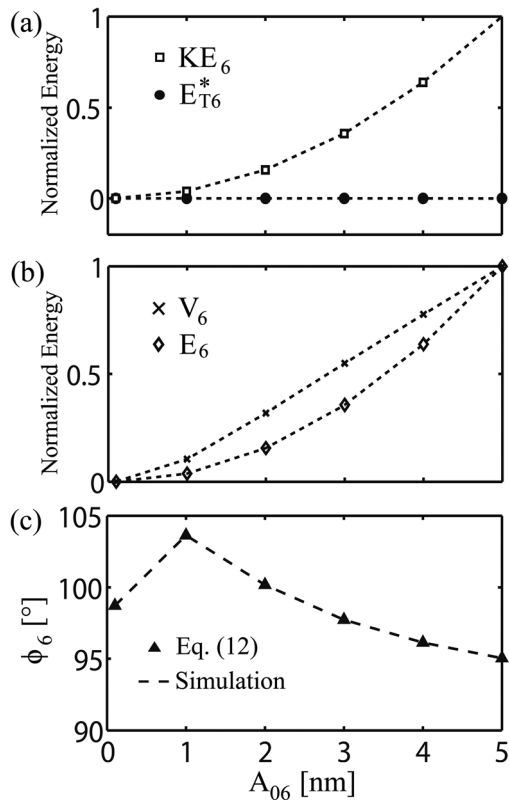 (a)
1
0.5
0
Normalized Energy
KE6
E*T6
(b)
1
0.5
0
Normalized Energy
V6
E6
(c)
105
100
95
90
ϕ6 [°]
Eq. (12)
Simulation
0 1 2 3 4 5
A06 [nm]